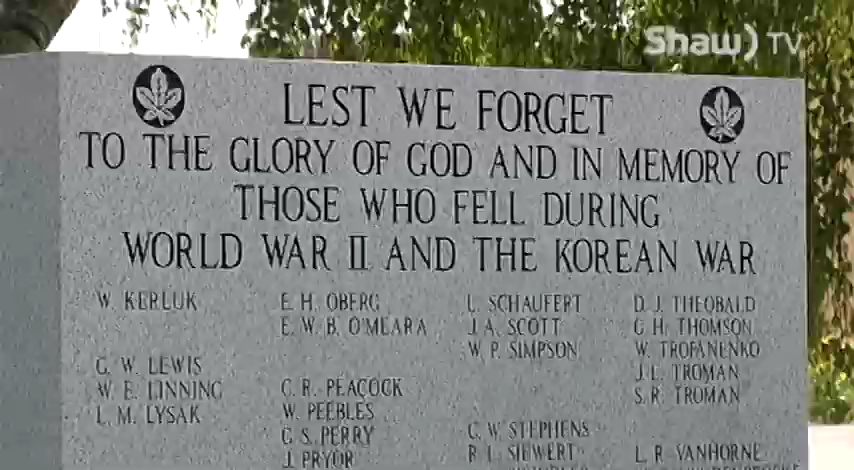 Shaw) TV
LEST WE FORGET
TO THE GLORY OF GOD AND IN MEMORY OF
THOSE WHO FELL DURING
WORLD WAR II AND THE KOREAN WAR
W. KERLUK
G. W. LEWIS
W. E. LINNING
L. M. LYSAK
E. H. OBERG
E. W. B. O'MEARA
C. R. PEACOCK
W. PEEBLES
G. S. PERRY
J. PRYOR
L. SCHAUFERT
J. A. SCOTT
W. P. SIMPSON
C. W. STEPHENS
R. L. SIEWERT
D. J. THEOBALD
G. H. THOMSON
W. TROFANENKO
J. L. TROMAN
S. R. TROMAN
L. R. VANHORNE